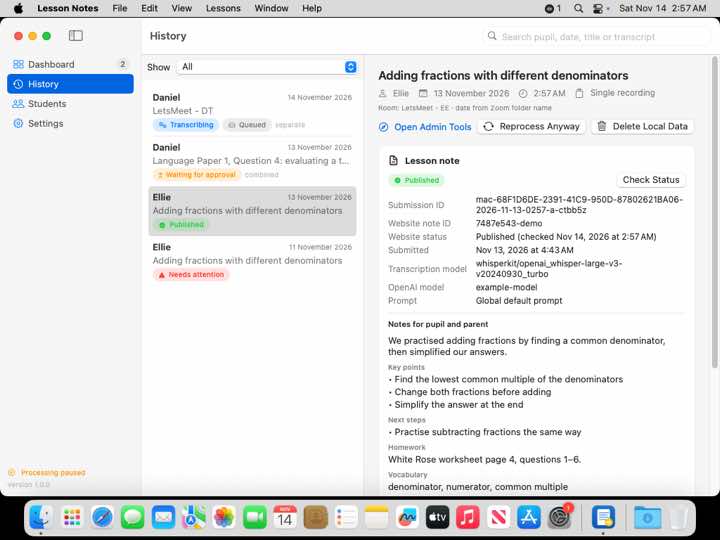 Lesson Notes File Edit View Lessons Window Help
1 Sat Nov 14 2:57 AM
Dashboard 2
History
Students
Settings
Processing paused
version 1.0.0
History
Search pupil, date, title or transcript
Show All
Daniel 14 November 2026
LetsMeet - DT
Transcribing Queued separate
Daniel 13 November 2026
Language Paper 1, Question 4: evaluating a t...
Waiting for approval combined
Ellie 13 November 2026
Adding fractions with different denominators
Published
Ellie 11 November 2026
Adding fractions with different denominators
Needs attention
Adding fractions with different denominators
Ellie 13 November 2026 2:57 AM Single recording
Room: LetsMeet - EE · date from Zoom folder name
Open Admin Tools Reprocess Anyway Delete Local Data
Lesson note
Published Check Status
Submission ID mac-68F1D6DE-2391-41C9-950D-87802621BA06-
2026-11-13-0257-a-ctbb5z
Website note ID 7487e543-demo
Website status Published (checked Nov 14, 2026 at 2:57 AM)
Submitted Nov 13, 2026 at 4:43 AM
Transcription model whisperkit/openai_whisper-large-v3-
v20240930_turbo
OpenAI model example-model
Prompt Global default prompt
Notes for pupil and parent
We practised adding fractions by finding a common denominator,
then simplified our answers.
Key points
• Find the lowest common multiple of the denominators
• Change both fractions before adding
• Simplify the answer at the end
Next steps
• Practise subtracting fractions the same way
Homework
White Rose worksheet page 4, questions 1–6.
Vocabulary
denominator, numerator, common multiple
NOV
14
tv
1